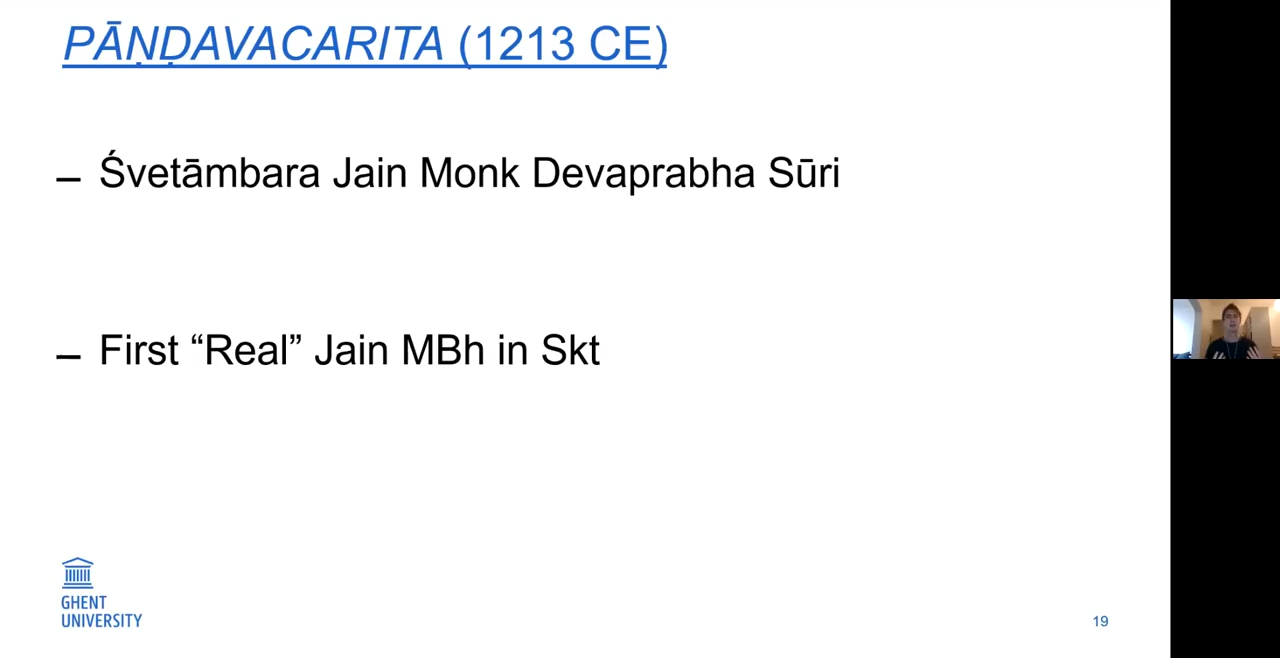 PĀṆḌAVACARITA (1213 CE)
– Śvetāmbara Jain Monk Devaprabha Sūri
– First “Real” Jain MBh in Skt
GHENT
UNIVERSITY
19